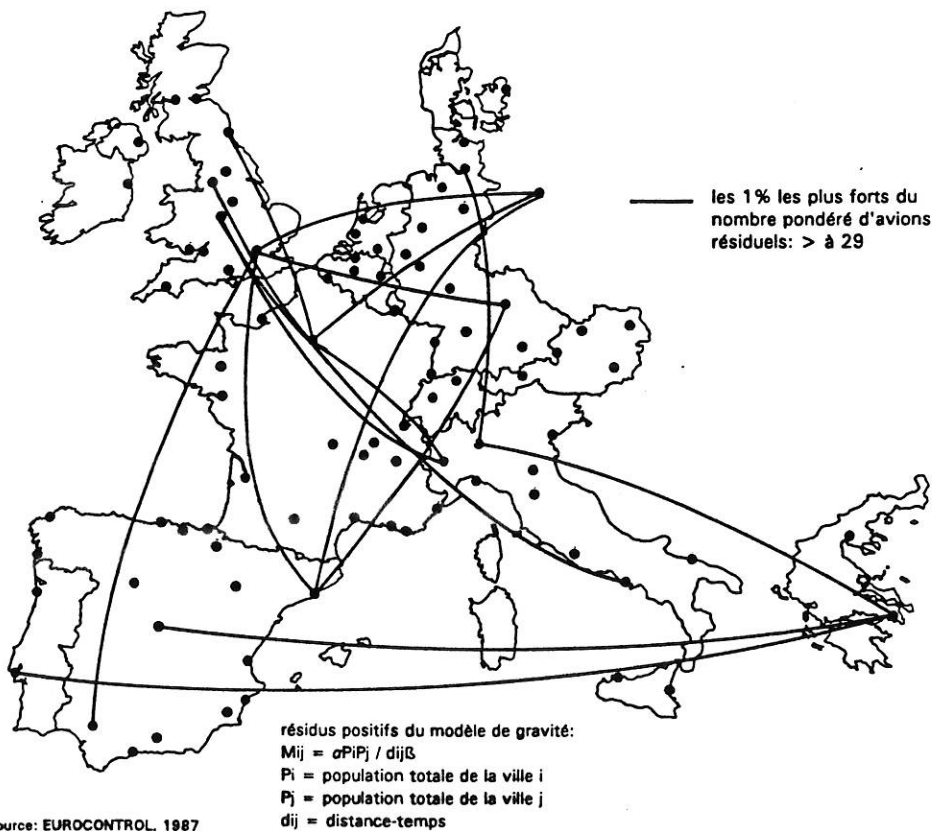 les 1% les plus forts du
nombre pondéré d'avions
résiduels: > à 29
résidus positifs du modèle de gravité:
Mij = αPiPj / dijß
Pi = population totale de la ville i
Pj = population totale de la ville j
dij = distance-temps
ource: EUROCONTROL, 1987